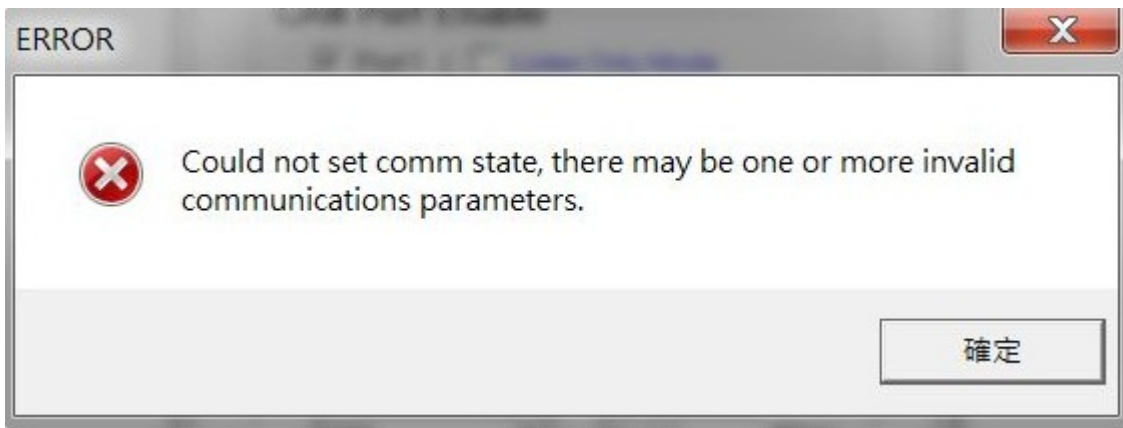 ERROR
Could not set comm state, there may be one or more invalid
communications parameters.
確定